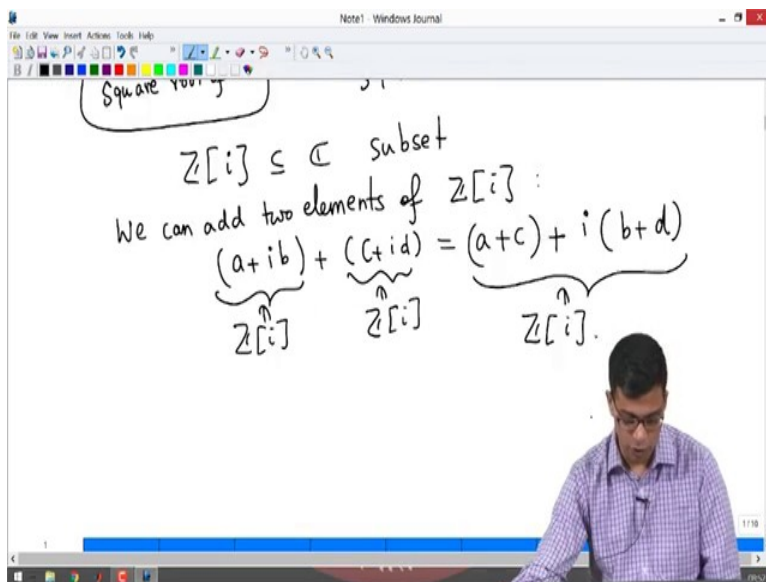 Note1 - Windows Journal
File Edit View Insert Actions Tools Help
Square root of
ℤ[i] ⊆ ℂ subset
We can add two elements of ℤ[i] :
(a+ib) + (c+id) = (a+c) + i(b+d)
ℤ[i] ℤ[i] ℤ[i].
1/10
1